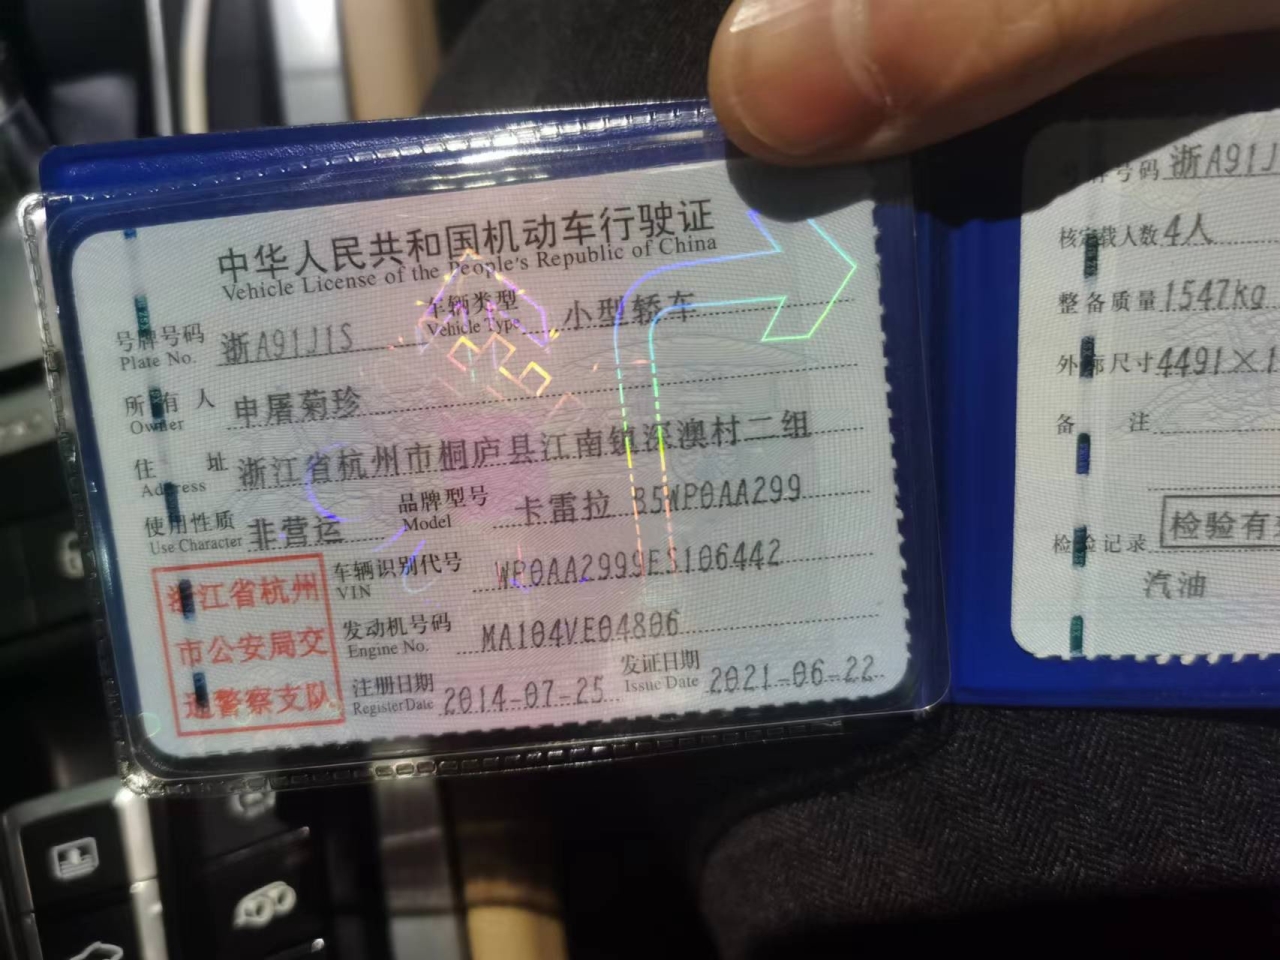 中华人民共和国机动车行驶证
Vehicle License of the People's Republic of China
号牌号码 浙A91J1S 车辆类型 小型轿车
Plate No. Vehicle Type
所有人 申屠菊珍
Owner
住址 浙江省杭州市桐庐县江南镇深澳村二组
Address
使用性质 非营运 品牌型号 卡雷拉 B5WP0AA299
Use Character Model
浙江省杭州
市公安局交
通警察支队
车辆识别代号 WP0AA2999ES106442
VIN
发动机号码 MA104VE04806
Engine No.
注册日期 2014-07-25 发证日期 2021-06-22
Register Date Issue Date
号码 浙A91J
核定载人数 4人
整备质量 1547kg
外廓尺寸 4491×1
备注
检验记录 检验有
汽油